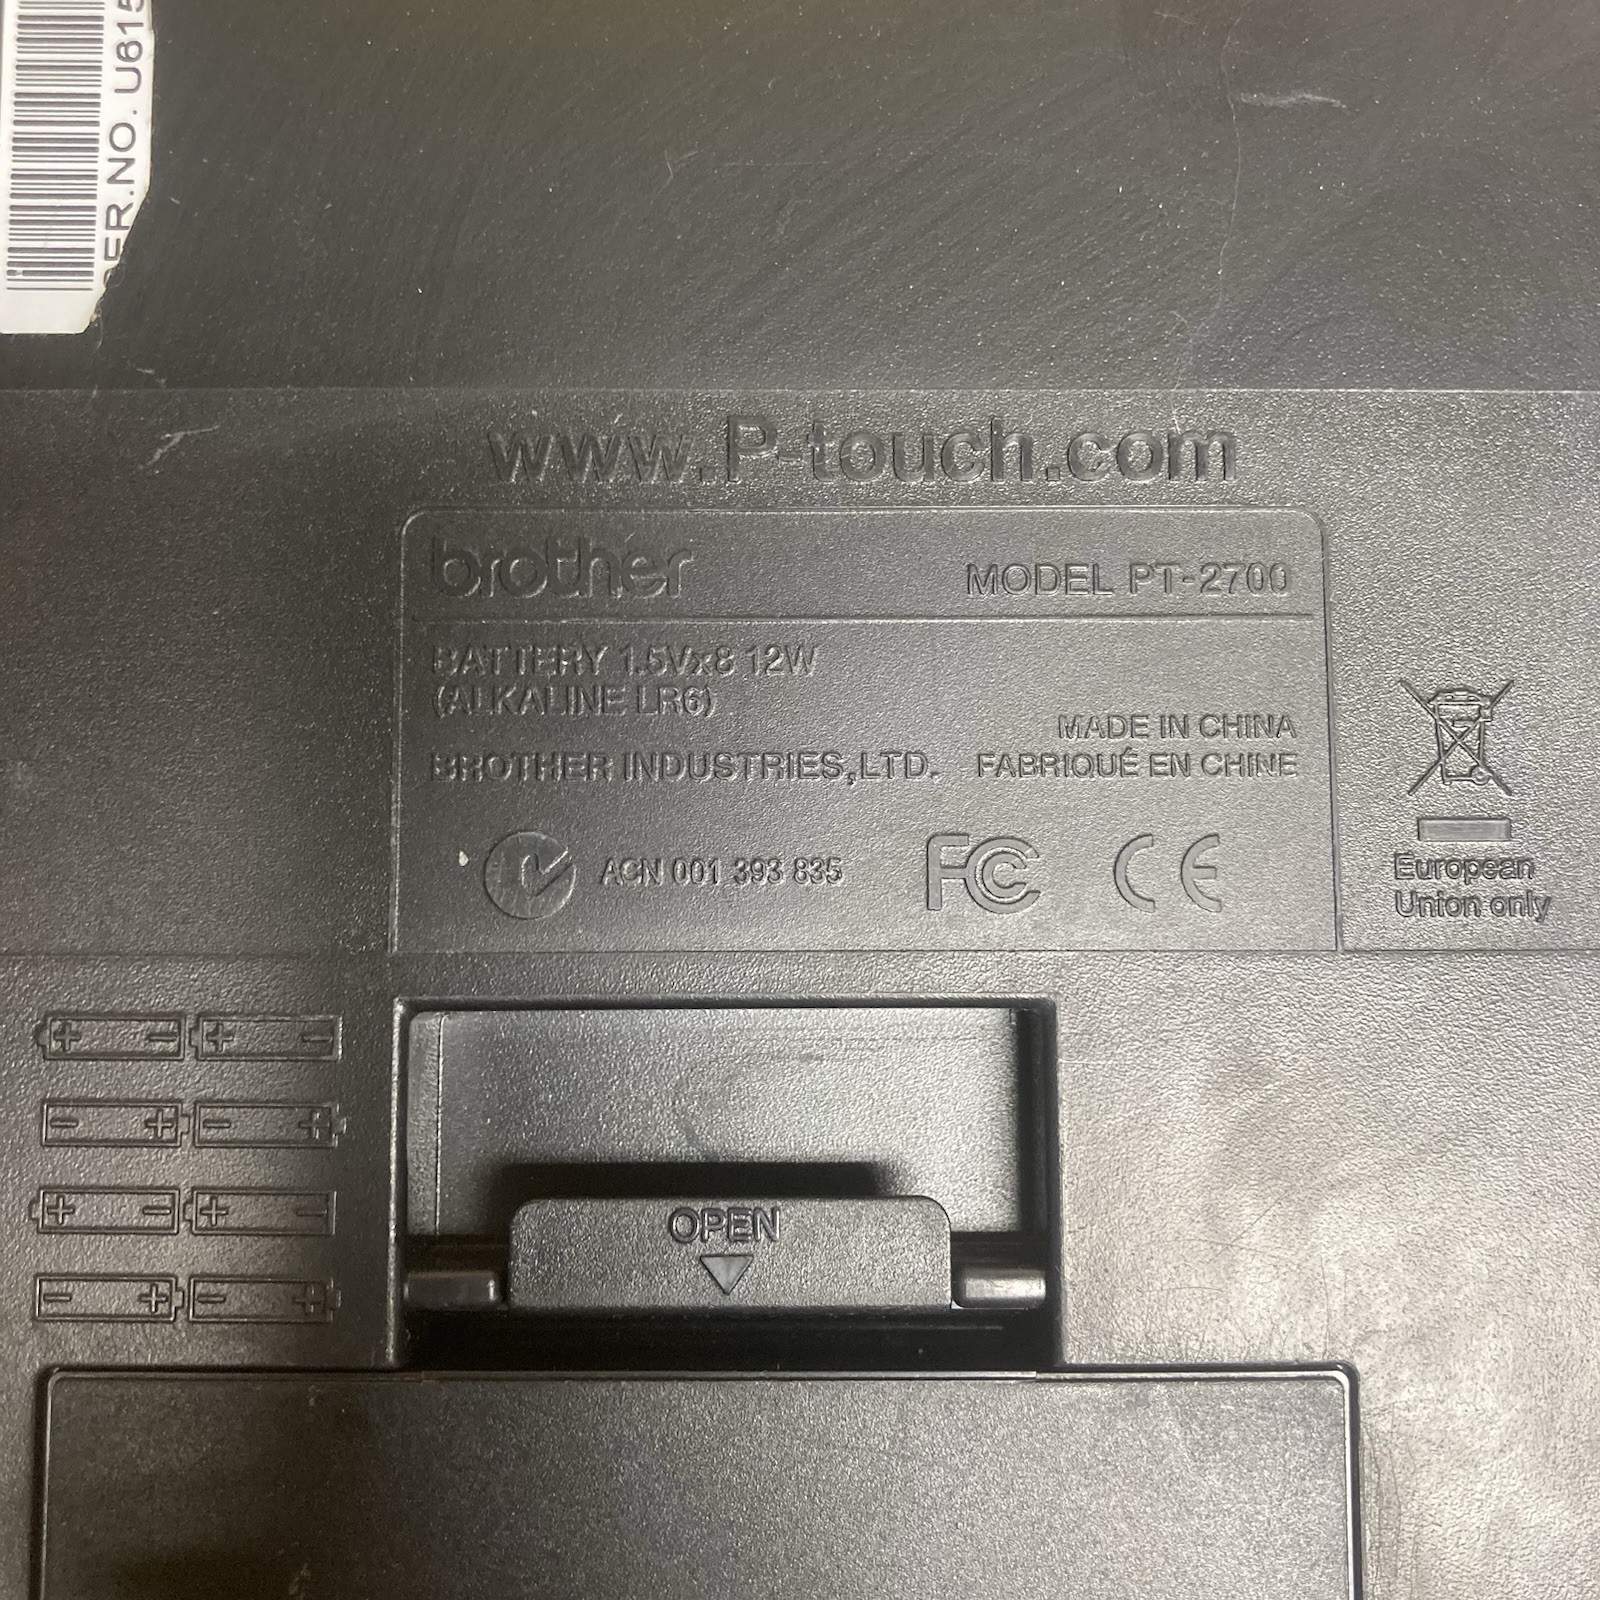 SER.NO. U615
www.P-touch.com
brother
MODEL PT-2700
BATTERY 1.5Vx8 12W
(ALKALINE LR6)
MADE IN CHINA
BROTHER INDUSTRIES,LTD.
FABRIQUÉ EN CHINE
ACN 001 393 835
FC
CE
European
Union only
+ - + -
- + - +
+ - + -
- + - +
OPEN